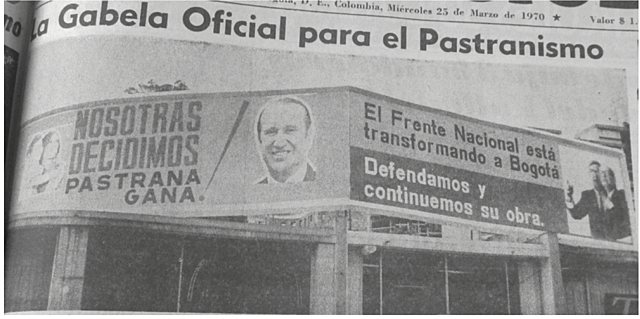 D. E., Colombia, Miércoles 25 de Marzo de 1970 ★
Valor $ 1.
La Gabela Oficial para el Pastranismo
NOSOTRAS
DECIDIMOS
PASTRANA
GANA.
El Frente Nacional está
transformando a Bogotá
Defendamos y
continuemos su obra.